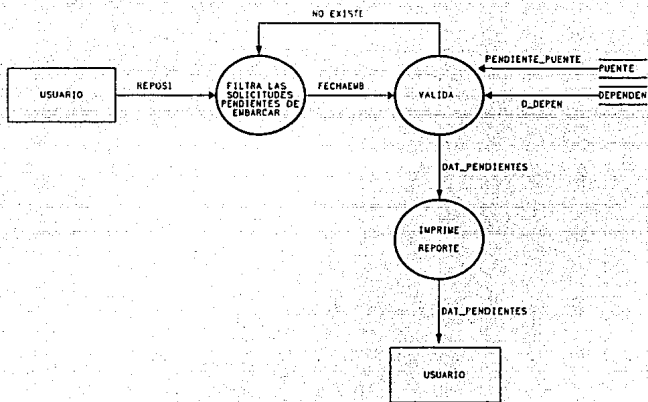 NO EXISTE
PENDIENTE_PUENTE
PUENTE
USUARIO
REPOSI
FILTRA LAS
SOLICITUDES
PENDIENTES DE
EMBARCAR
FECHAEMB
VALIDA
DEPENDEN
D_DEPEN
DAT_PENDIENTES
IMPRIME
REPORTE
DAT_PENDIENTES
USUARIO